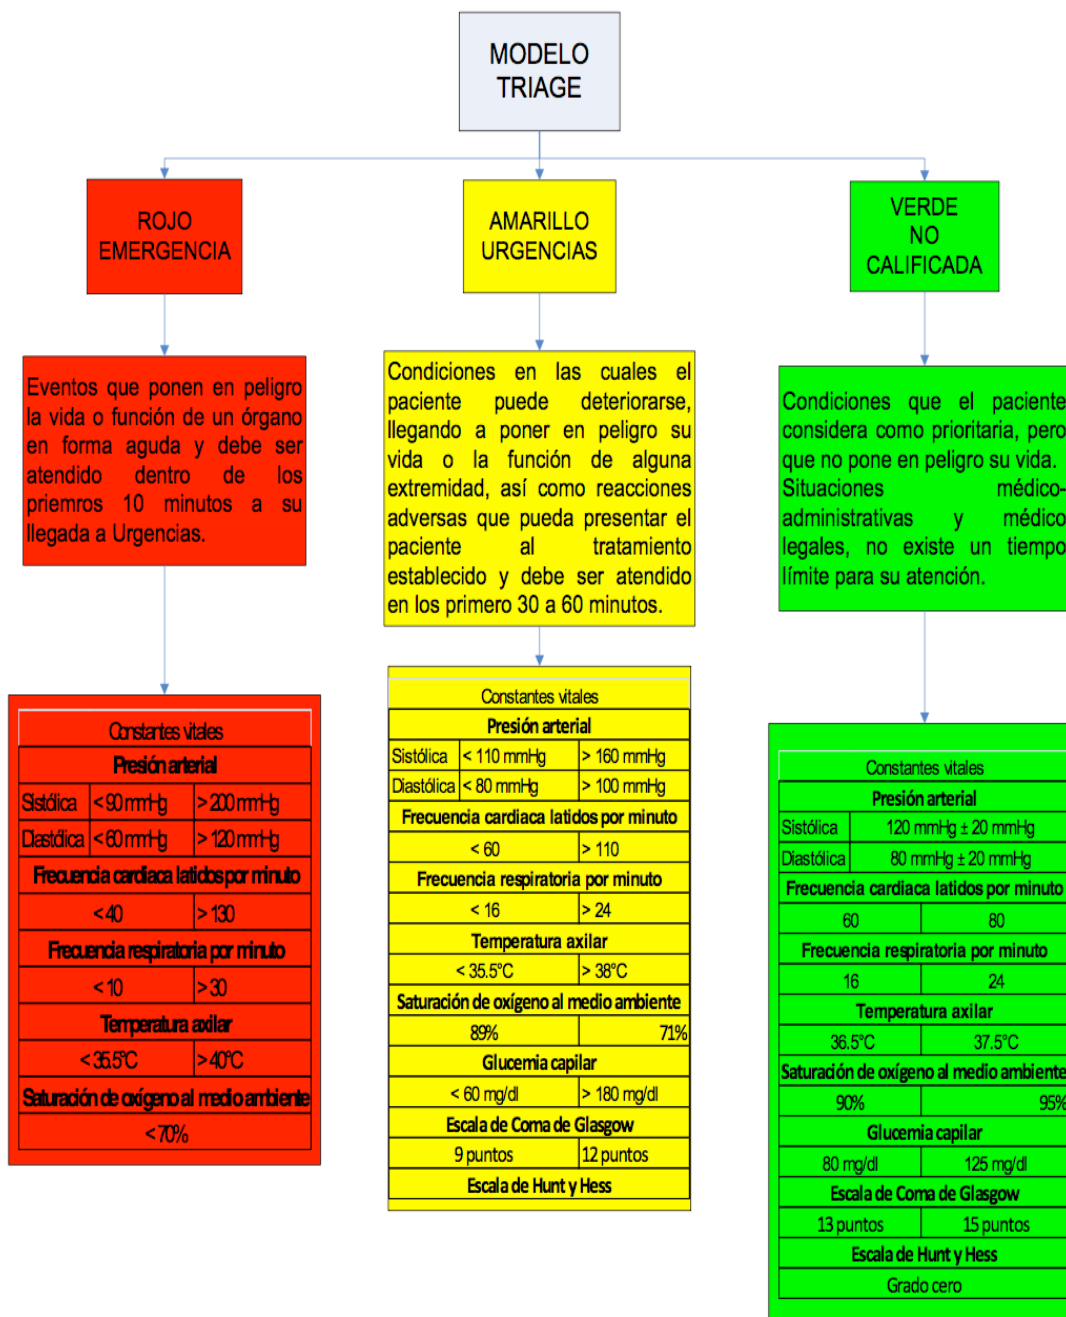 MODELO
TRIAGE
ROJO
EMERGENCIA
AMARILLO
URGENCIAS
VERDE
NO
CALIFICADA
Eventos que ponen en peligro
la vida o función de un órgano
en forma aguda y debe ser
atendido dentro de los
priemros 10 minutos a su
llegada a Urgencias.
Condiciones en las cuales el
paciente puede deteriorarse,
llegando a poner en peligro su
vida o la función de alguna
extremidad, así como reacciones
adversas que pueda presentar el
paciente al tratamiento
establecido y debe ser atendido
en los primero 30 a 60 minutos.
Condiciones que el paciente
considera como prioritaria, pero
que no pone en peligro su vida.
Situaciones médico-
administrativas y médico
legales, no existe un tiempo
límite para su atención.
Constantes vitales
Presión arterial
Sistólica < 90 mmHg > 200 mmHg
Diastólica < 60 mmHg > 120 mmHg
Frecuencia cardiaca latidos por minuto
< 40 > 130
Frecuencia respiratoria por minuto
< 10 > 30
Temperatura axilar
< 35.5°C > 40°C
Saturación de oxígeno al medio ambiente
< 70%
Constantes vitales
Presión arterial
Sistólica < 110 mmHg > 160 mmHg
Diastólica < 80 mmHg > 100 mmHg
Frecuencia cardiaca latidos por minuto
< 60 > 110
Frecuencia respiratoria por minuto
< 16 > 24
Temperatura axilar
< 35.5°C > 38°C
Saturación de oxígeno al medio ambiente
89% 71%
Glucemia capilar
< 60 mg/dl > 180 mg/dl
Escala de Coma de Glasgow
9 puntos 12 puntos
Escala de Hunt y Hess
Constantes vitales
Presión arterial
Sistólica 120 mmHg ± 20 mmHg
Diastólica 80 mmHg ± 20 mmHg
Frecuencia cardiaca latidos por minuto
60 80
Frecuencia respiratoria por minuto
16 24
Temperatura axilar
36.5°C 37.5°C
Saturación de oxígeno al medio ambiente
90% 95%
Glucemia capilar
80 mg/dl 125 mg/dl
Escala de Coma de Glasgow
13 puntos 15 puntos
Escala de Hunt y Hess
Grado cero